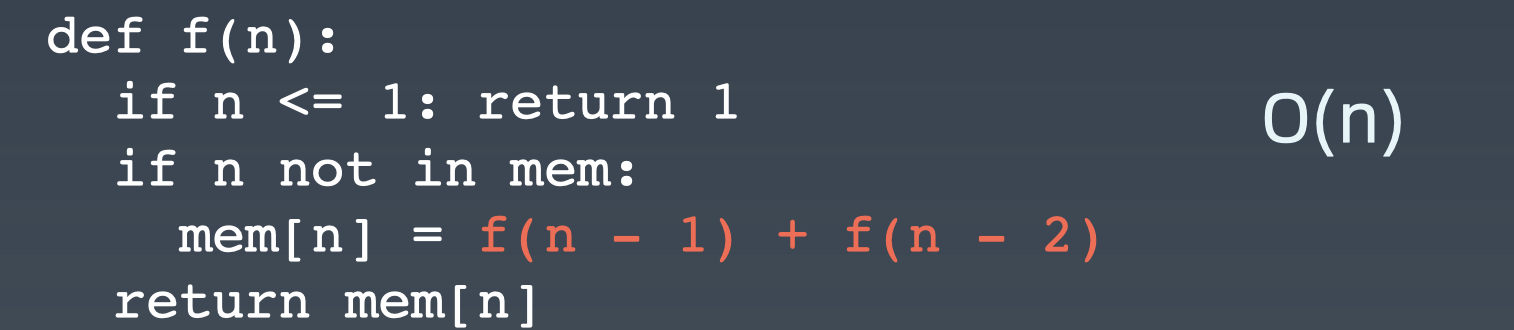 def f(n):
if n <= 1: return 1
O(n)
if n not in mem:
mem[n] = f(n - 1) + f(n - 2)
return mem[n]